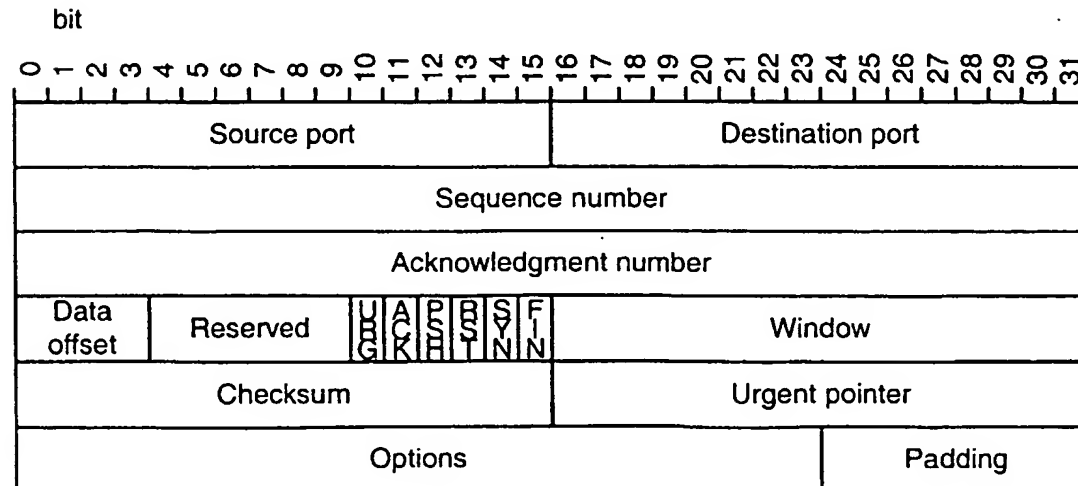 bit
0 1 2 3 4 5 6 7 8 9 10 11 12 13 14 15 16 17 18 19 20 21 22 23 24 25 26 27 28 29 30 31
Source port Destination port
Sequence number
Acknowledgment number
Data offset Reserved URG ACK PSH RST SYN FIN Window
Checksum Urgent pointer
Options Padding